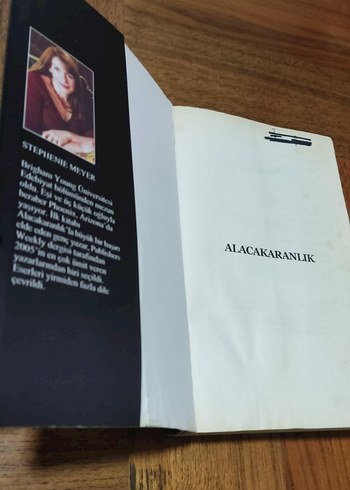 STEPHENIE MEYER
Brigham Young Üniversitesi
Edebiyat bölümünden mezun
oldu. Eşi ve üç küçük oğluyla
beraber Phoenix, Arizona'da
yaşıyor. İlk kitabı
Alacakaranlık'la büyük bir başarı
elde eden genç yazar, Publishers
Weekly dergisi tarafından
2005'in en çok ümit veren
yazarlarından biri seçildi.
Eserleri yirmiden fazla dile
çevrildi.
ALACAKARANLIK